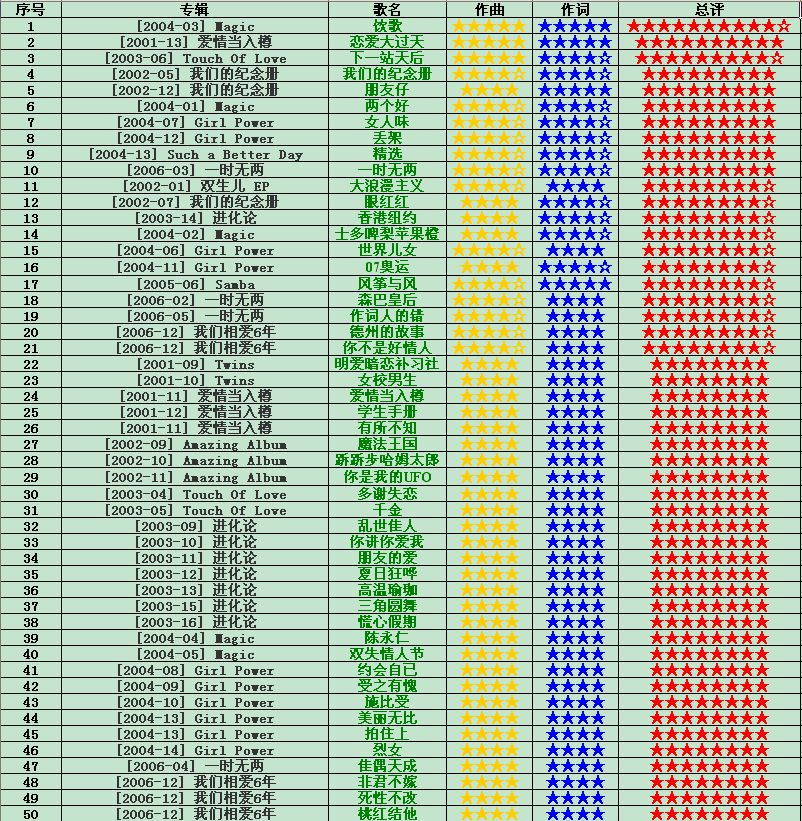 序号 专辑 歌名 作曲 作词 总评
1 [2004-03] Magic 饮歌 ★★★★★ ★★★★★ ★★★★★★★★★★☆
2 [2001-13] 爱情当入樽 恋爱大过天 ★★★★★ ★★★★★ ★★★★★★★★★★
3 [2003-06] Touch Of Love 下一站天后 ★★★★☆ ★★★★☆ ★★★★★★★★★☆
4 [2002-05] 我们的纪念册 我们的纪念册 ★★★★☆ ★★★★☆ ★★★★★★★★★
5 [2002-12] 我们的纪念册 朋友仔 ★★★★ ★★★★★ ★★★★★★★★★
6 [2004-01] Magic 两个好 ★★★★☆ ★★★★☆ ★★★★★★★★★
7 [2004-07] Girl Power 女人味 ★★★★☆ ★★★★☆ ★★★★★★★★★
8 [2004-12] Girl Power 丢架 ★★★★☆ ★★★★☆ ★★★★★★★★★
9 [2004-13] Such a Better Day 精选 ★★★★☆ ★★★★☆ ★★★★★★★★★
10 [2006-03] 一时无两 一时无两 ★★★★☆ ★★★★☆ ★★★★★★★★★
11 [2002-01] 双生儿 EP 大浪漫主义 ★★★★☆ ★★★★ ★★★★★★★★☆
12 [2002-07] 我们的纪念册 眼红红 ★★★★ ★★★★☆ ★★★★★★★★☆
13 [2003-14] 进化论 香港纽约 ★★★★ ★★★★☆ ★★★★★★★★☆
14 [2004-02] Magic 士多啤梨苹果橙 ★★★★ ★★★★☆ ★★★★★★★★☆
15 [2004-06] Girl Power 世界儿女 ★★★★☆ ★★★★ ★★★★★★★★☆
16 [2004-11] Girl Power 07奥运 ★★★★ ★★★★☆ ★★★★★★★★☆
17 [2005-06] Samba 风筝与风 ★★★★☆ ★★★★★ ★★★★★★★★☆
18 [2006-02] 一时无两 森巴皇后 ★★★★☆ ★★★★ ★★★★★★★★☆
19 [2006-05] 一时无两 作词人的错 ★★★★☆ ★★★★ ★★★★★★★★☆
20 [2006-12] 我们相爱6年 德州的故事 ★★★★☆ ★★★★ ★★★★★★★★☆
21 [2006-12] 我们相爱6年 你不是好情人 ★★★★☆ ★★★★ ★★★★★★★★☆
22 [2001-09] Twins 明爱暗恋补习社 ★★★★ ★★★★ ★★★★★★★★
23 [2001-10] Twins 女校男生 ★★★★ ★★★★ ★★★★★★★★
24 [2001-11] 爱情当入樽 爱情当入樽 ★★★★ ★★★★ ★★★★★★★★
25 [2001-12] 爱情当入樽 学生手册 ★★★★ ★★★★ ★★★★★★★★
26 [2001-11] 爱情当入樽 有所不知 ★★★★ ★★★★ ★★★★★★★★
27 [2002-09] Amazing Album 魔法王国 ★★★★ ★★★★ ★★★★★★★★
28 [2002-10] Amazing Album 跻跻步哈姆太郎 ★★★★ ★★★★ ★★★★★★★★
29 [2002-11] Amazing Album 你是我的UFO ★★★★ ★★★★ ★★★★★★★★
30 [2003-04] Touch Of Love 多谢失恋 ★★★★ ★★★★ ★★★★★★★★
31 [2003-05] Touch Of Love 千金 ★★★★ ★★★★ ★★★★★★★★
32 [2003-09] 进化论 乱世佳人 ★★★★ ★★★★ ★★★★★★★★
33 [2003-10] 进化论 你讲你爱我 ★★★★ ★★★★ ★★★★★★★★
34 [2003-11] 进化论 朋友的爱 ★★★★ ★★★★ ★★★★★★★★
35 [2003-12] 进化论 夏日狂哗 ★★★★ ★★★★ ★★★★★★★★
36 [2003-13] 进化论 高温瑜珈 ★★★★ ★★★★ ★★★★★★★★
37 [2003-15] 进化论 三角圆舞 ★★★★ ★★★★ ★★★★★★★★
38 [2003-16] 进化论 慌心假期 ★★★★ ★★★★ ★★★★★★★★
39 [2004-04] Magic 陈永仁 ★★★★ ★★★★ ★★★★★★★★
40 [2004-05] Magic 双失情人节 ★★★★ ★★★★ ★★★★★★★★
41 [2004-08] Girl Power 约会自已 ★★★★ ★★★★ ★★★★★★★★
42 [2004-09] Girl Power 受之有愧 ★★★★ ★★★★ ★★★★★★★★
43 [2004-10] Girl Power 施比受 ★★★★ ★★★★ ★★★★★★★★
44 [2004-13] Girl Power 美丽无比 ★★★★ ★★★★ ★★★★★★★★
45 [2004-13] Girl Power 拍住上 ★★★★ ★★★★ ★★★★★★★★
46 [2004-14] Girl Power 烈女 ★★★★ ★★★★ ★★★★★★★★
47 [2006-04] 一时无两 佳偶天成 ★★★★ ★★★★ ★★★★★★★★
48 [2006-12] 我们相爱6年 非君不嫁 ★★★★ ★★★★ ★★★★★★★★
49 [2006-12] 我们相爱6年 死性不改 ★★★★ ★★★★ ★★★★★★★★
50 [2006-12] 我们相爱6年 桃红结他 ★★★★ ★★★★ ★★★★★★★★